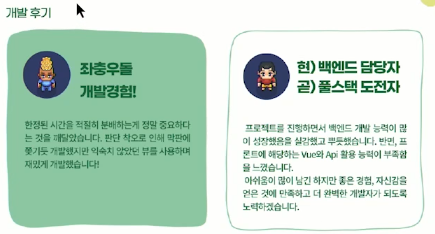 개발 후기
좌충우돌
개발경험!
한정된 시간을 적절히 분배하는게 정말 중요하다
는 것을 깨달았습니다. 판단 착오로 인해 막판에
쫓기듯 개발했지만 익숙치 않았던 뷰를 사용하며
재밌게 개발했습니다!
현) 백엔드 담당자
곧) 풀스택 도전자
프로젝트를 진행하면서 백엔드 개발 능력이 많
이 성장했음을 실감했고 뿌듯했습니다. 반면, 프
론트에 해당하는 Vue와 Api 활용 능력이 부족함
을 느꼈습니다.
아쉬움이 많이 남긴 하지만 좋은 경험, 자신감을
얻은 것에 만족하고 더 완벽한 개발자가 되도록
노력하겠습니다.